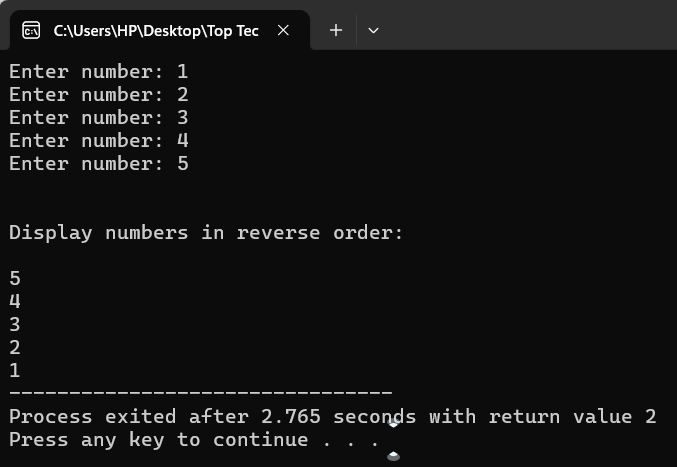 C:\Users\HP\Desktop\Top Tec
Enter number: 1
Enter number: 2
Enter number: 3
Enter number: 4
Enter number: 5
Display numbers in reverse order:
5
4
3
2
1
--------------------------------
Process exited after 2.765 seconds with return value 2
Press any key to continue . . .